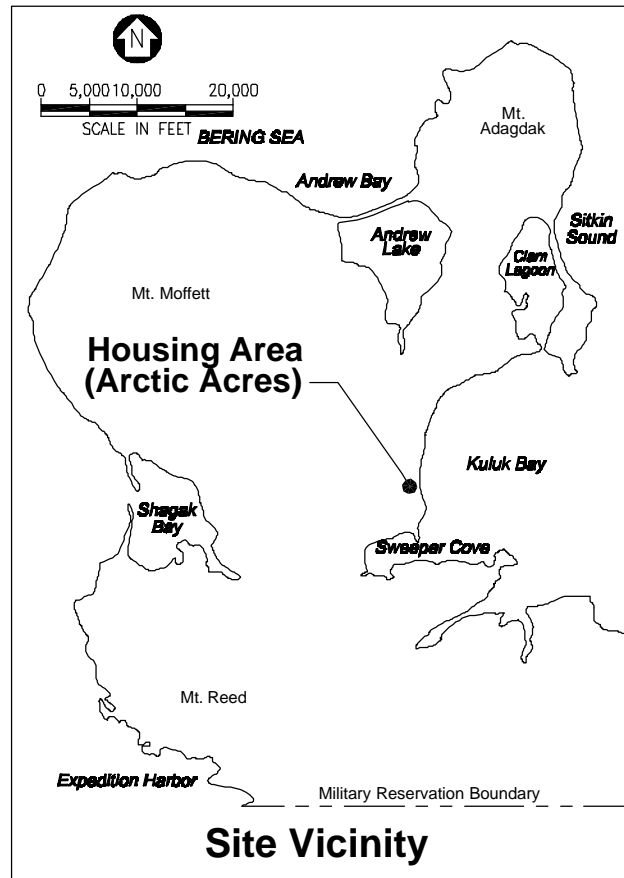 N
0 5,000 10,000 20,000
SCALE IN FEET
BERING SEA
Mt.
Adagdak
Andrew Bay
Andrew
Lake
Sitkin
Sound
Clam
Lagoon
Mt. Moffett
Housing Area
(Arctic Acres)
Kuluk Bay
Shagak
Bay
Sweeper Cove
Mt. Reed
Expedition Harbor
Military Reservation Boundary
Site Vicinity